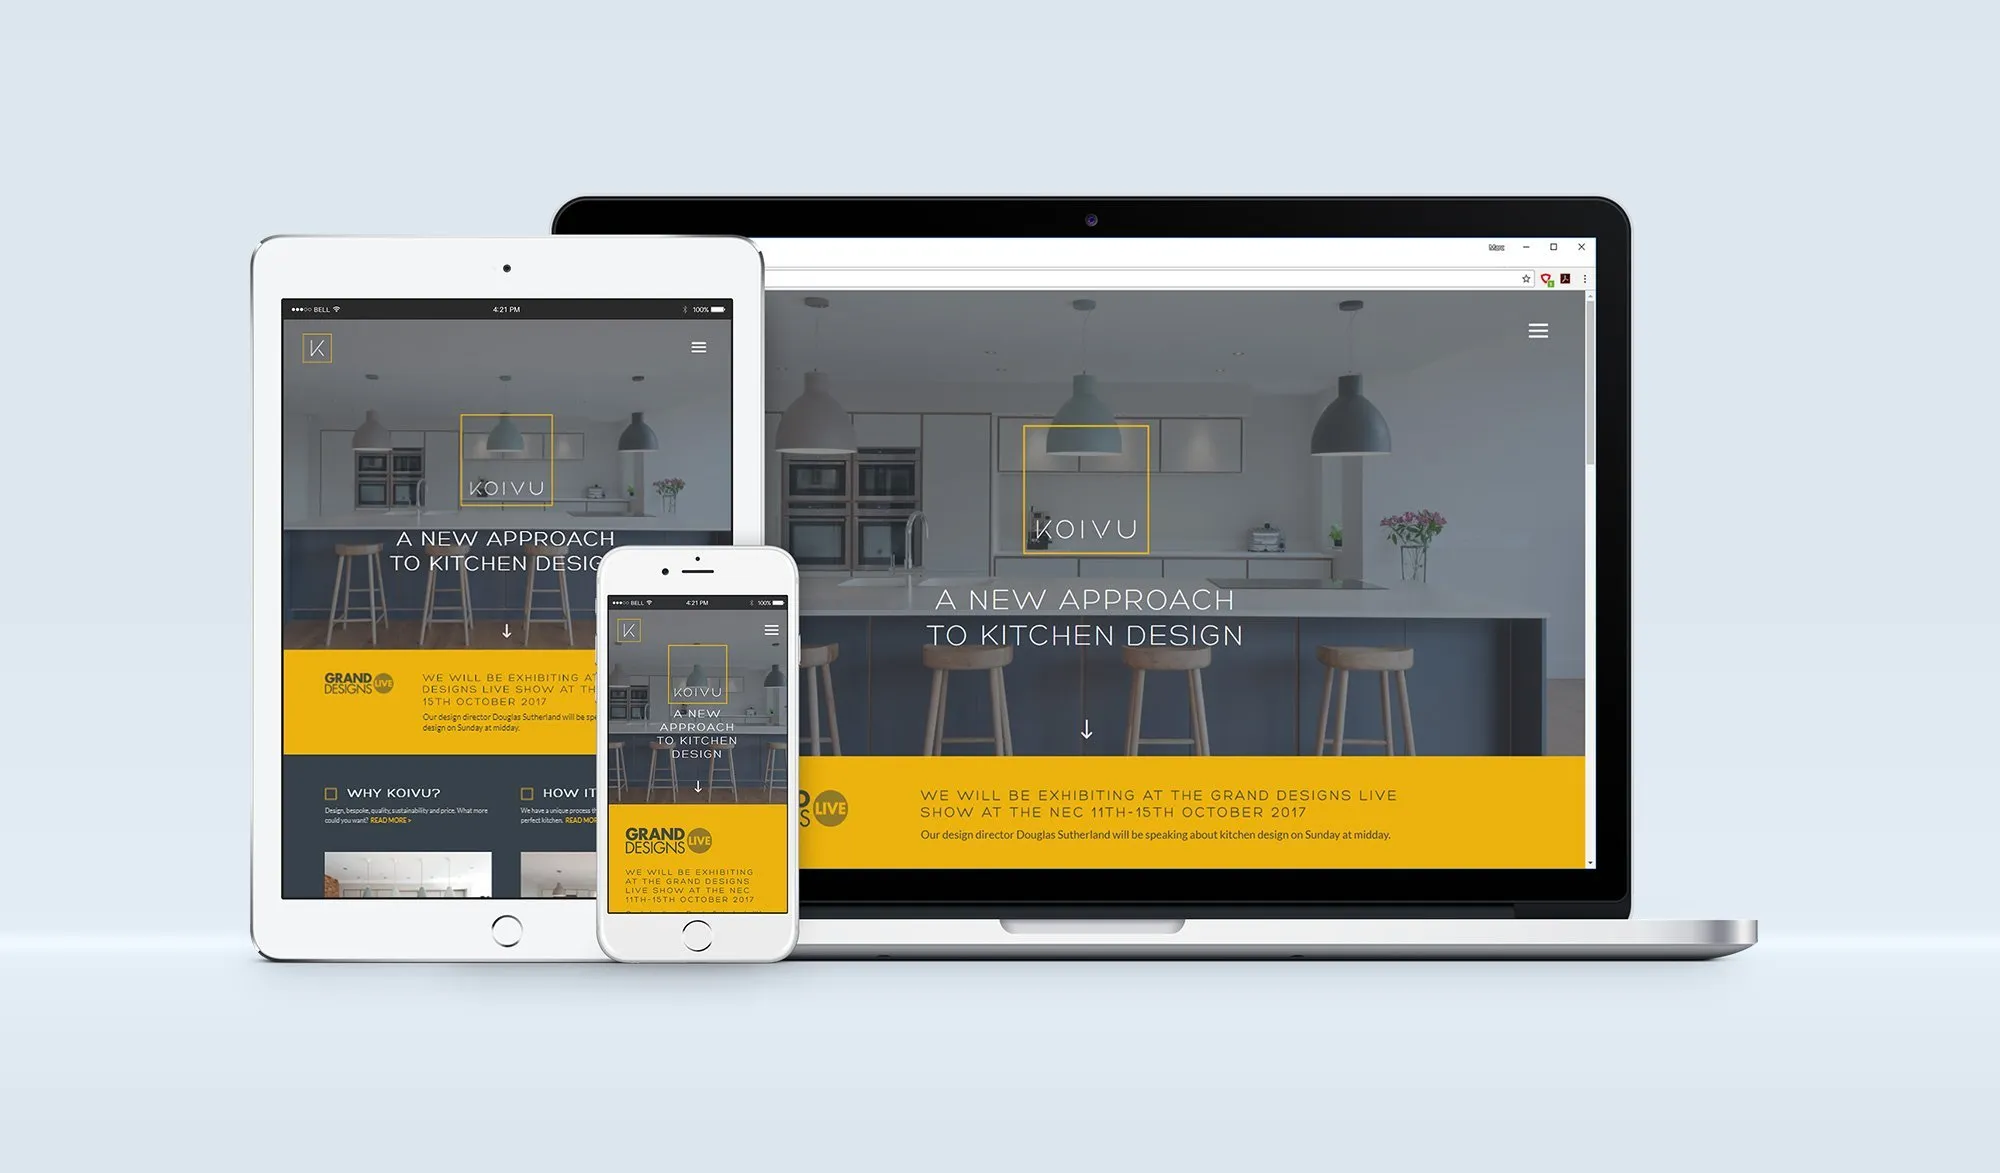 BELL
4:21 PM
100%
K
KOIVU
A NEW APPROACH
TO KITCHEN DESIG
GRAND
DESIGNS
LIVE
WE WILL BE EXHIBITING A
DESIGNS LIVE SHOW AT TH
15TH OCTOBER 2017
Our design director Douglas Sutherland will be spe
design on Sunday at midday.
WHY KOIVU?
Design, bespoke, quality, sustainability and price. What more
could you want? READ MORE >
HOW IT
We have a unique process th
perfect kitchen. READ MOR
BELL
4:21 PM
100%
K
KOIVU
A NEW
APPROACH
TO KITCHEN
DESIGN
GRAND
DESIGNS
LIVE
WE WILL BE EXHIBITING
AT THE GRAND DESIGNS
LIVE SHOW AT THE NEC
11TH-15TH OCTOBER 2017
KOIVU
A NEW APPROACH
TO KITCHEN DESIGN
D
GS
LIVE
WE WILL BE EXHIBITING AT THE GRAND DESIGNS LIVE
SHOW AT THE NEC 11TH-15TH OCTOBER 2017
Our design director Douglas Sutherland will be speaking about kitchen design on Sunday at midday.